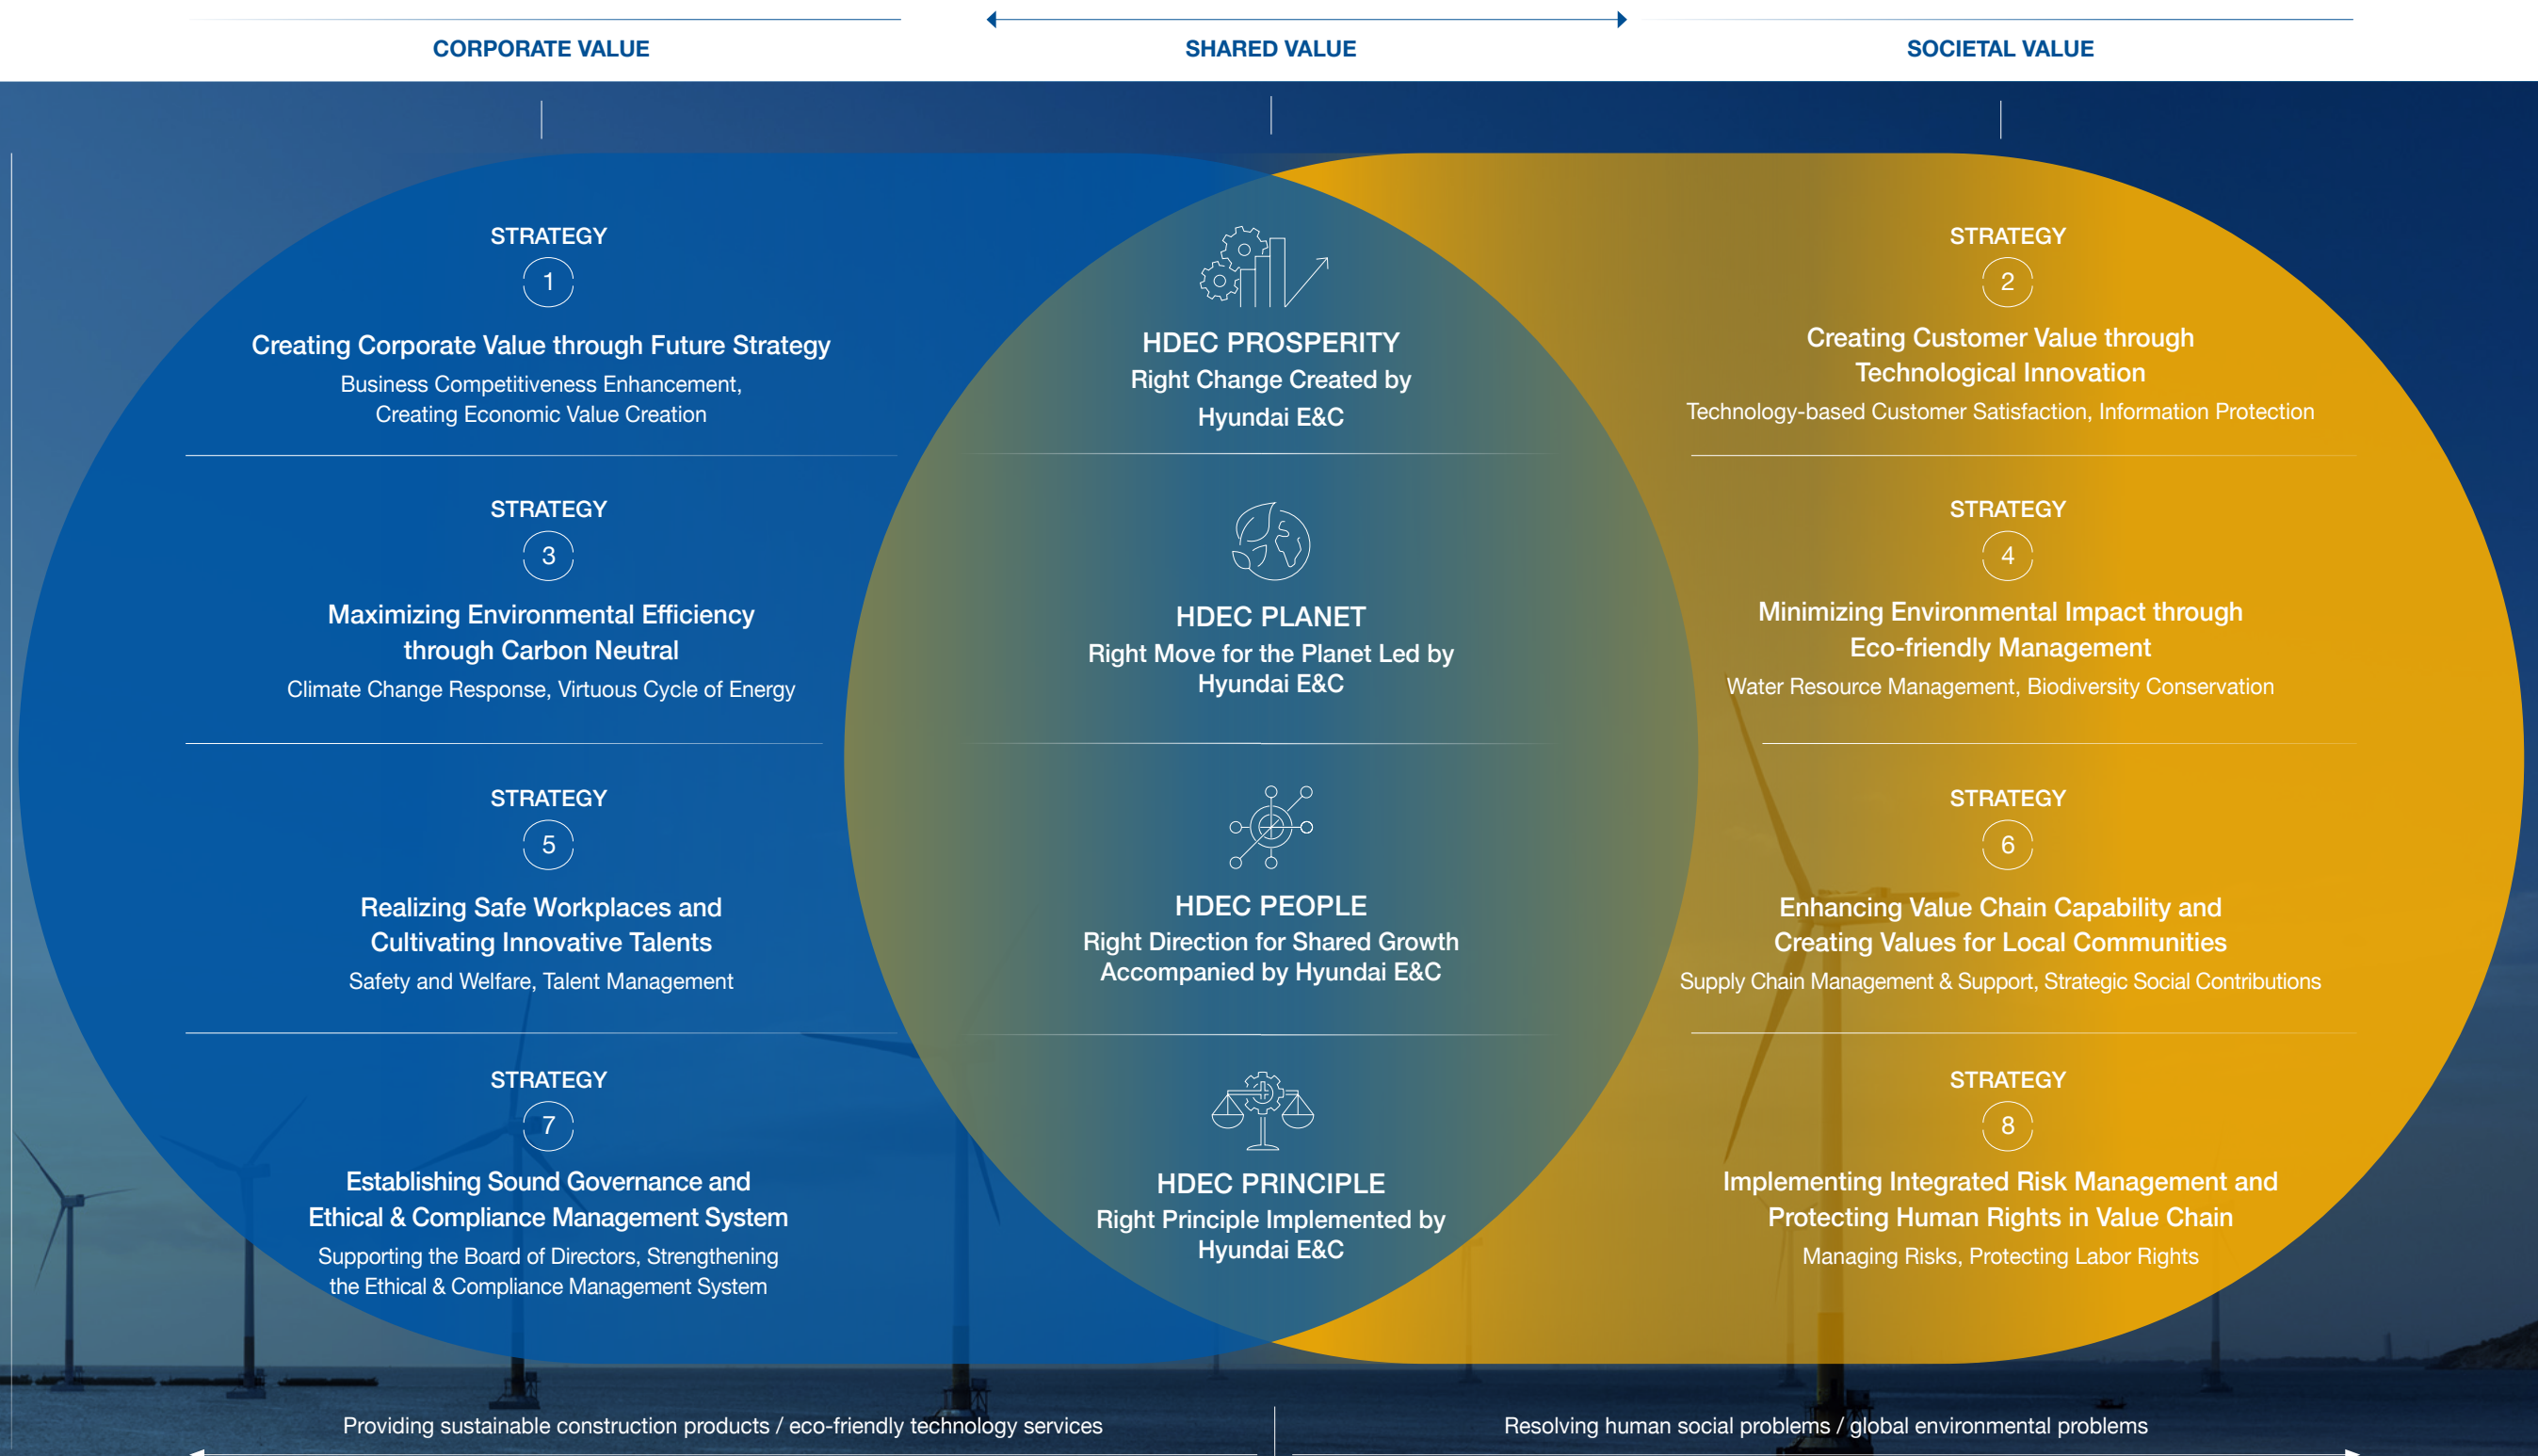 CORPORATE VALUE
SHARED VALUE
SOCIETAL VALUE
STRATEGY
1
Creating Corporate Value through Future Strategy
Business Competitiveness Enhancement,
Creating Economic Value Creation
HDEC PROSPERITY
Right Change Created by
Hyundai E&C
STRATEGY
2
Creating Customer Value through
Technological Innovation
Technology-based Customer Satisfaction, Information Protection
STRATEGY
3
Maximizing Environmental Efficiency
through Carbon Neutral
Climate Change Response, Virtuous Cycle of Energy
HDEC PLANET
Right Move for the Planet Led by
Hyundai E&C
STRATEGY
4
Minimizing Environmental Impact through
Eco-friendly Management
Water Resource Management, Biodiversity Conservation
STRATEGY
5
Realizing Safe Workplaces and
Cultivating Innovative Talents
Safety and Welfare, Talent Management
HDEC PEOPLE
Right Direction for Shared Growth
Accompanied by Hyundai E&C
STRATEGY
6
Enhancing Value Chain Capability and
Creating Values for Local Communities
Supply Chain Management & Support, Strategic Social Contributions
STRATEGY
7
Establishing Sound Governance and
Ethical & Compliance Management System
Supporting the Board of Directors, Strengthening
the Ethical & Compliance Management System
HDEC PRINCIPLE
Right Principle Implemented by
Hyundai E&C
STRATEGY
8
Implementing Integrated Risk Management and
Protecting Human Rights in Value Chain
Managing Risks, Protecting Labor Rights
Providing sustainable construction products / eco-friendly technology services
Resolving human social problems / global environmental problems